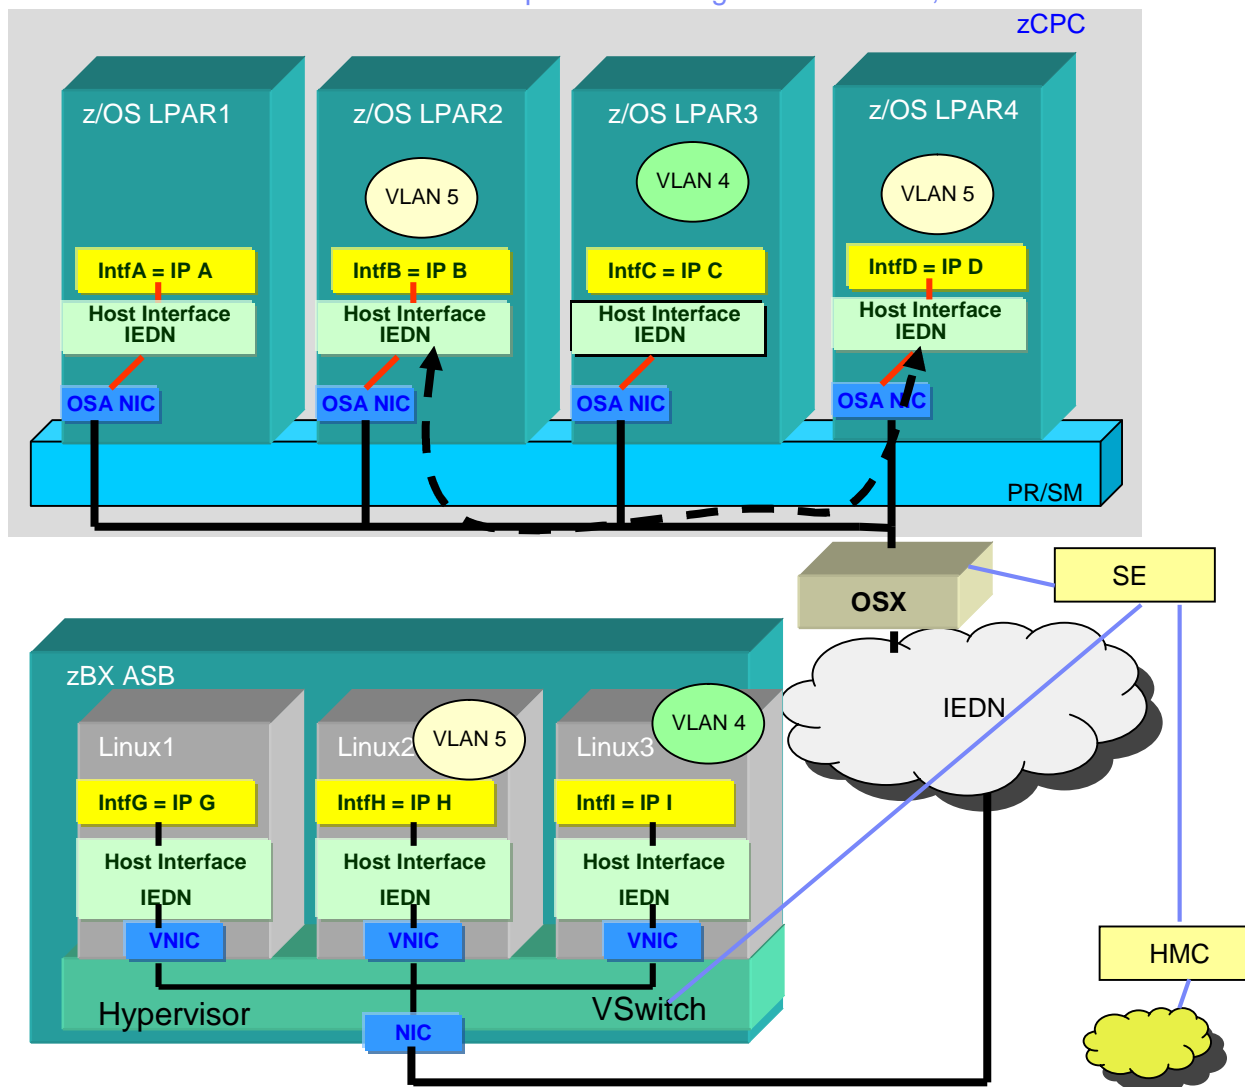 zCPC
z/OS LPAR1
z/OS LPAR2
z/OS LPAR3
z/OS LPAR4
VLAN 5
VLAN 4
VLAN 5
IntfA = IP A
IntfB = IP B
IntfC = IP C
IntfD = IP D
Host Interface
IEDN
Host Interface
IEDN
Host Interface
IEDN
Host Interface
IEDN
OSA NIC
OSA NIC
OSA NIC
OSA NIC
PR/SM
OSX
SE
IEDN
zBX ASB
Linux1
Linux2
VLAN 5
Linux3
VLAN 4
IntfG = IP G
IntfH = IP H
IntfI = IP I
Host Interface
IEDN
Host Interface
IEDN
Host Interface
IEDN
VNIC
VNIC
VNIC
HMC
Hypervisor
VSwitch
NIC